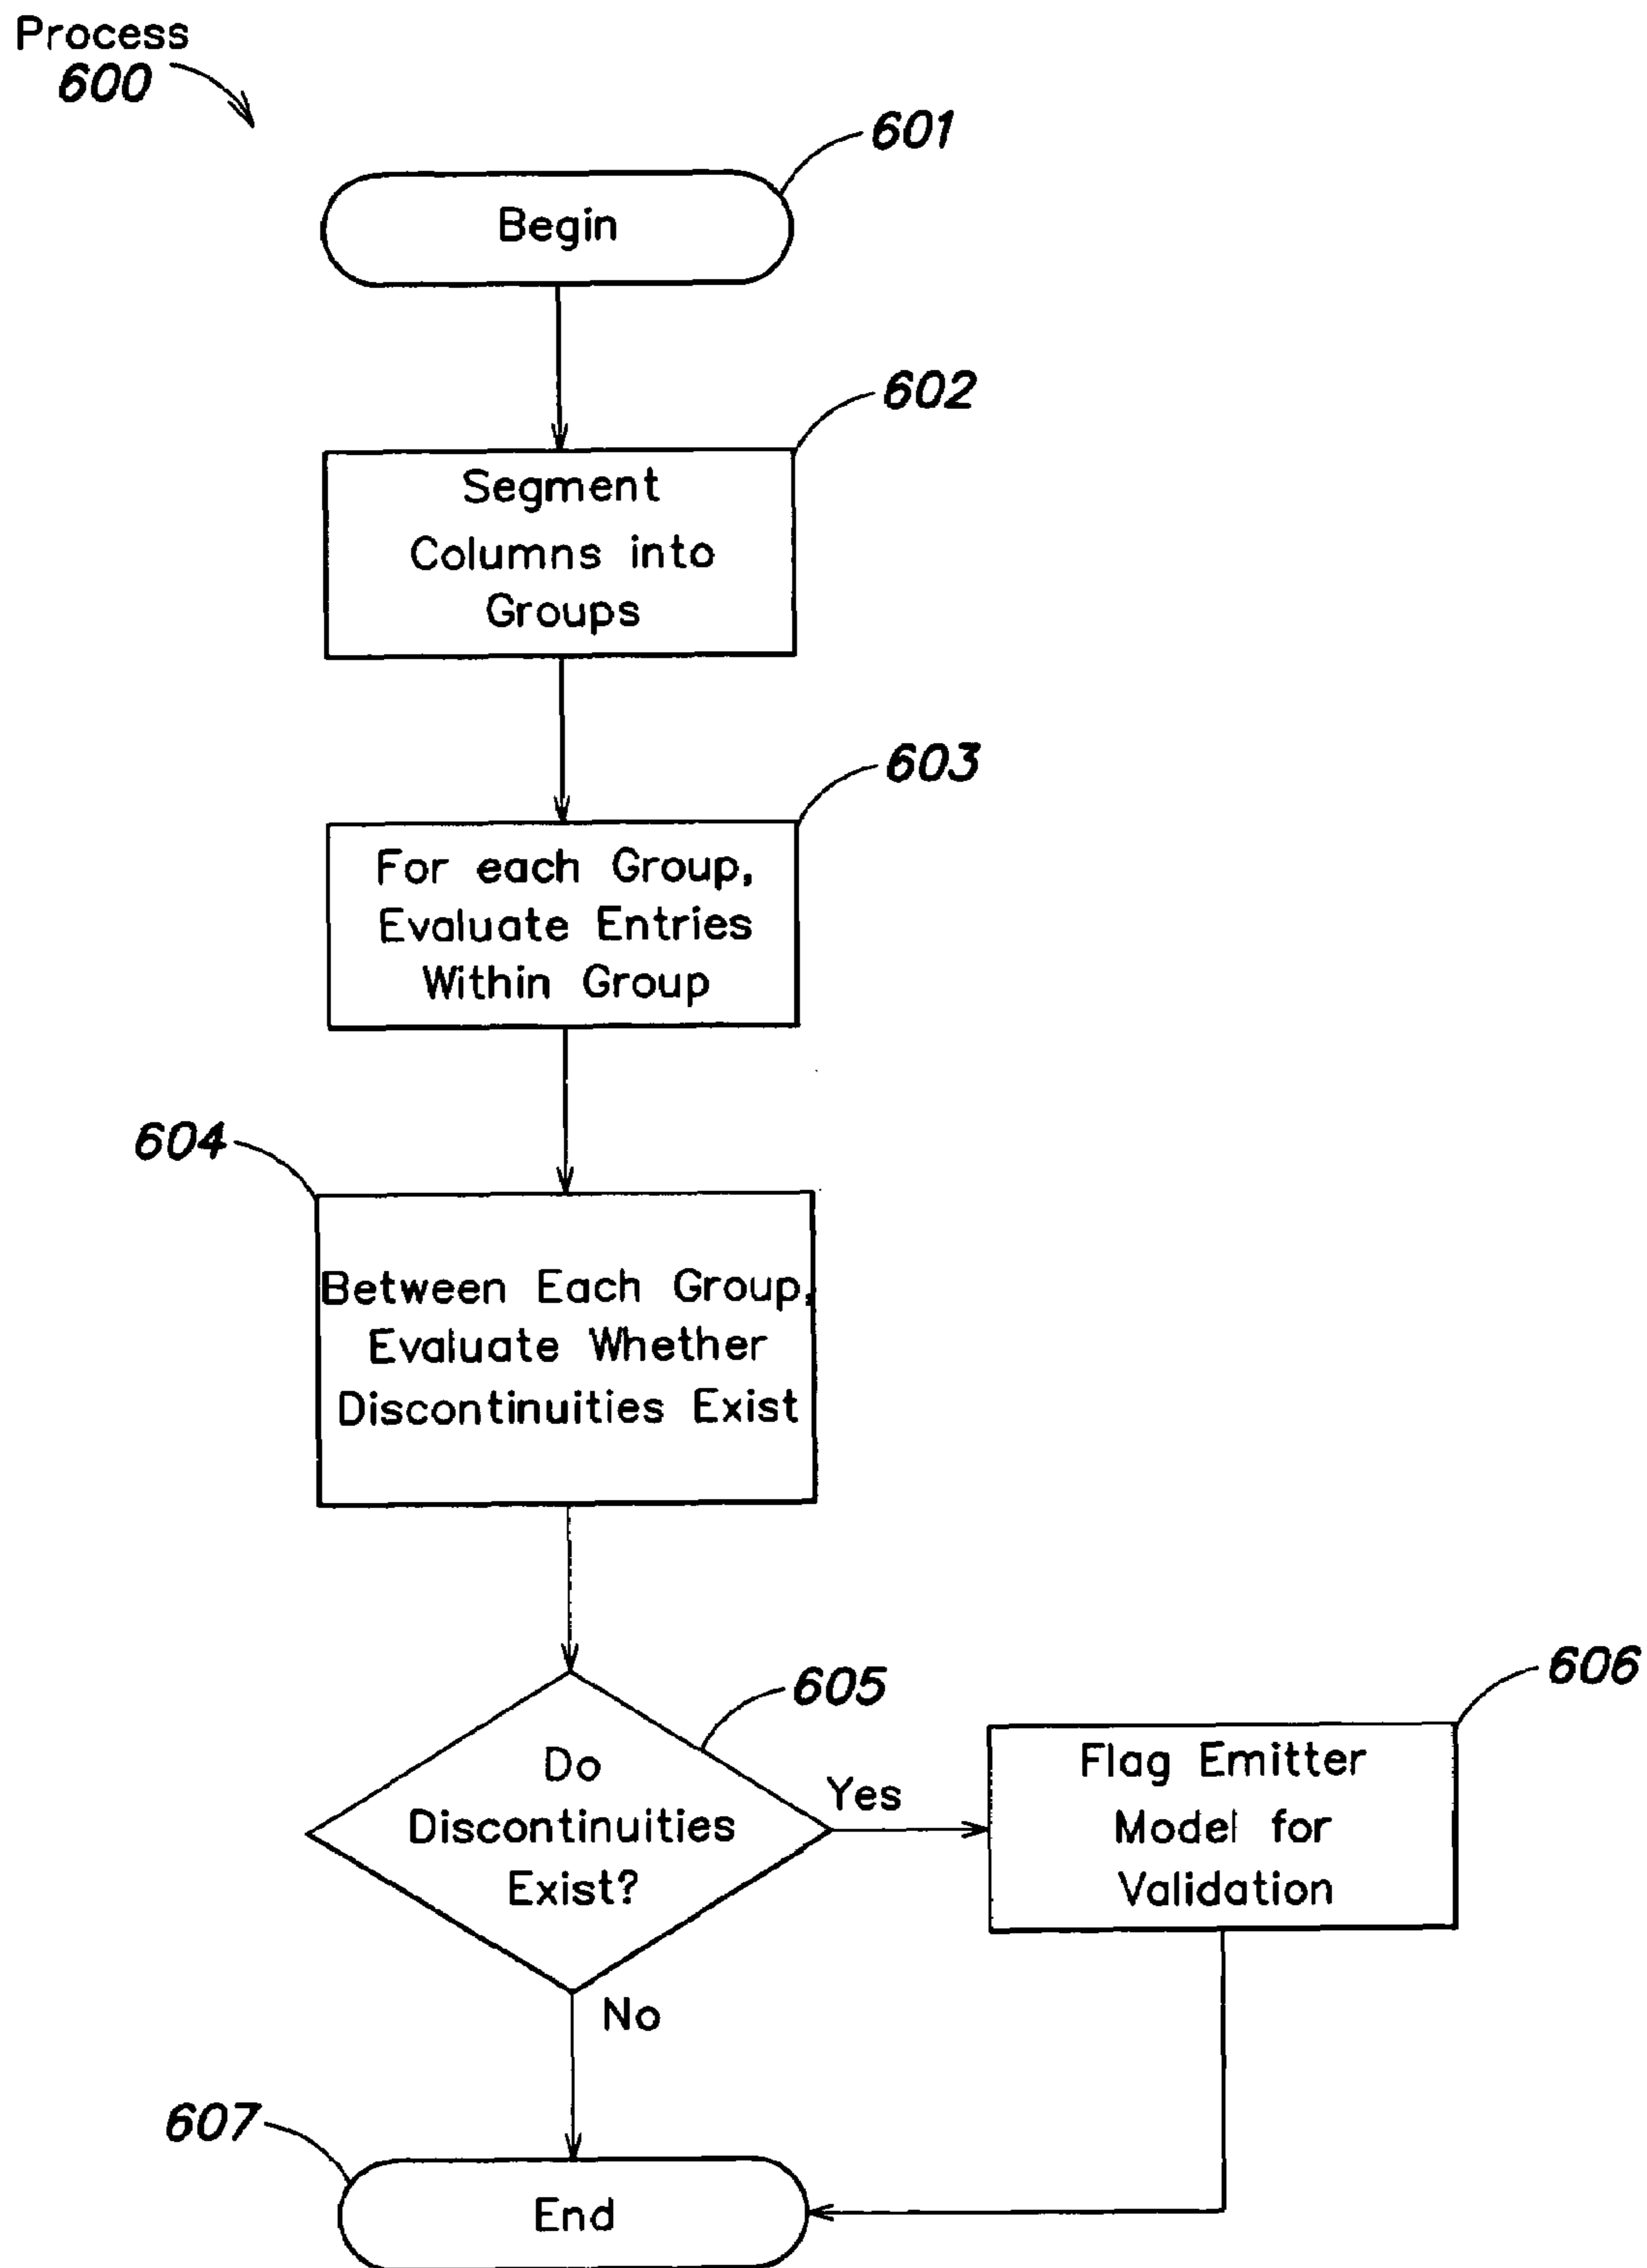 Process
600
601
Begin
602
Segment
Columns into
Groups
603
For each Group,
Evaluate Entries
Within Group
604
Between Each Group,
Evaluate Whether
Discontinuities Exist
605
Do
Discontinuities
Exist?
Yes
606
Flag Emitter
Model for
Validation
No
607
End